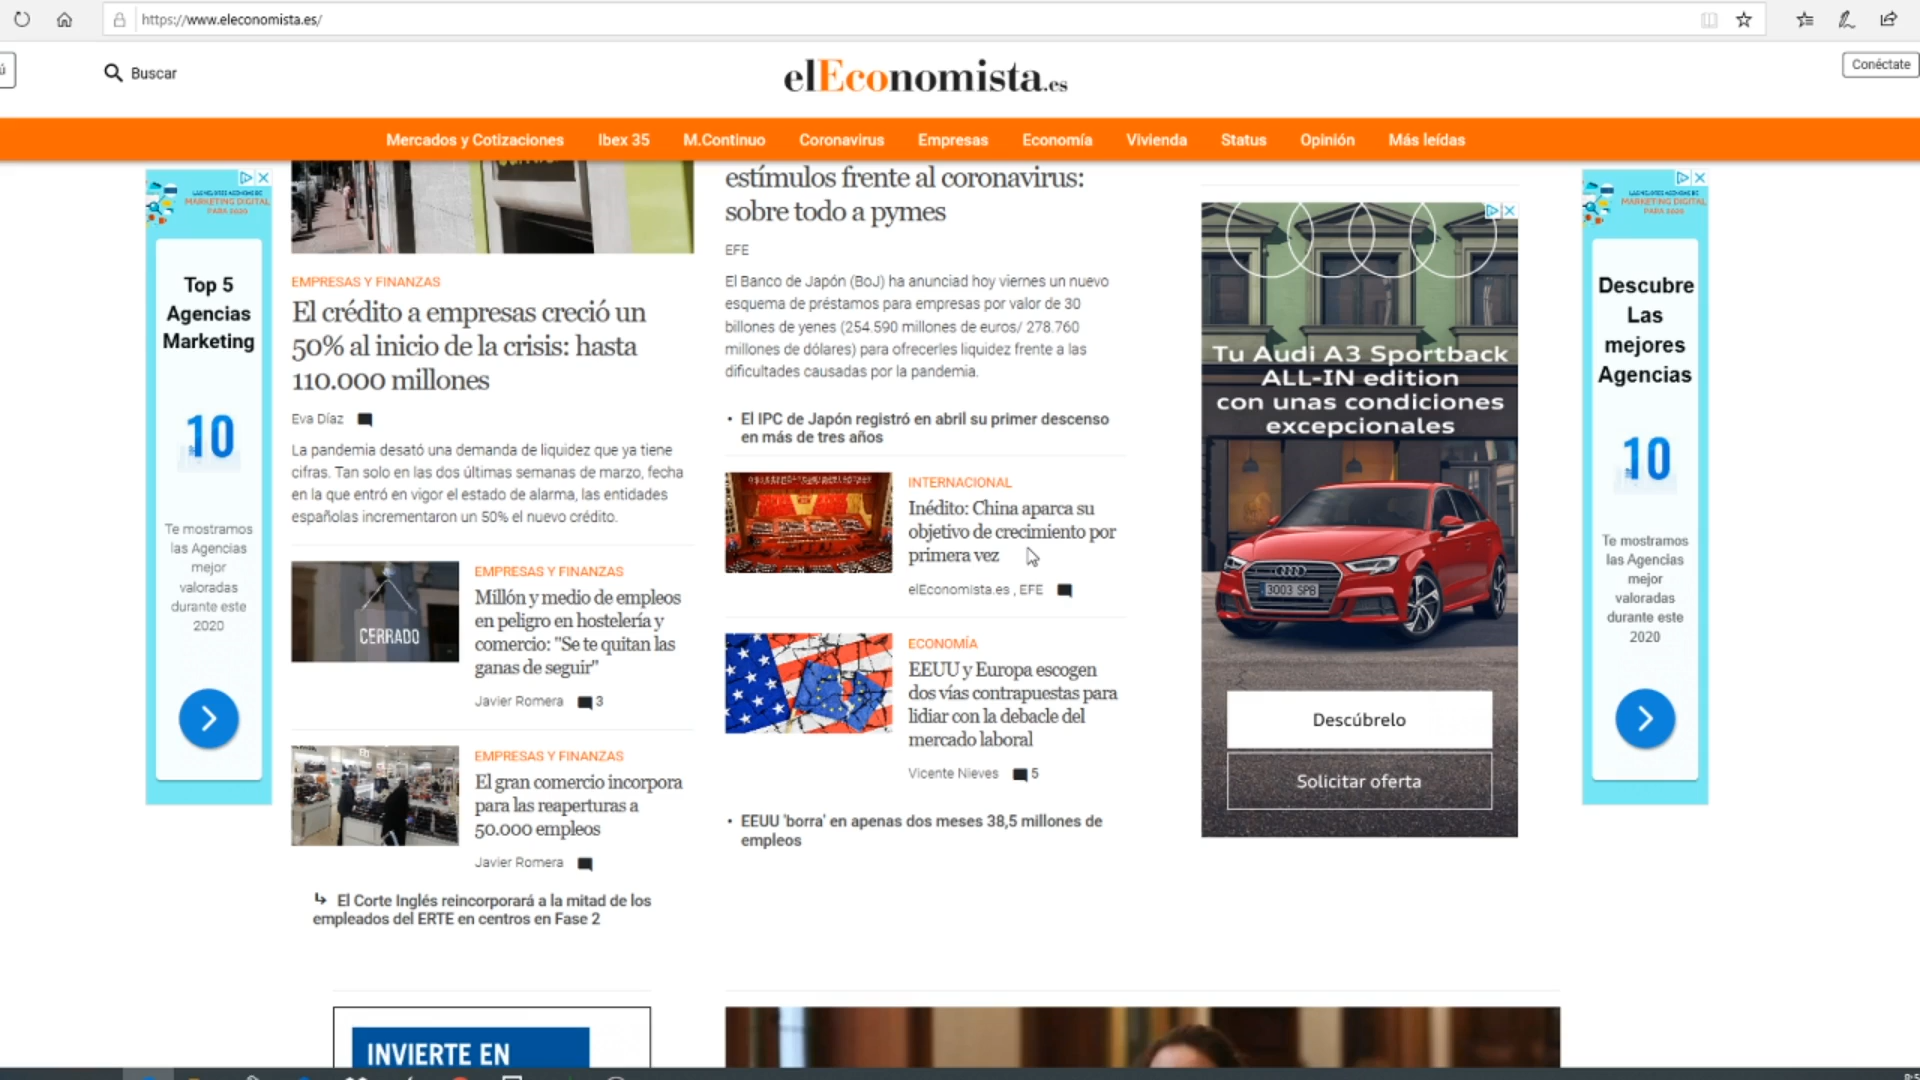 https://www.eleconomista.es/
Buscar
elEconomista.es
Conéctate
Mercados y Cotizaciones
Ibex 35
M.Continuo
Coronavirus
Empresas
Economía
Vivienda
Status
Opinión
Más leídas
MARKETING DIGITAL
PARA 2020
Top 5
Agencias
Marketing
10
Te mostramos
las Agencias
mejor
valoradas
durante este
2020
EMPRESAS Y FINANZAS
El crédito a empresas creció un
50% al inicio de la crisis: hasta
110.000 millones
Eva Díaz
La pandemia desató una demanda de liquidez que ya tiene
cifras. Tan solo en las dos últimas semanas de marzo, fecha
en la que entró en vigor el estado de alarma, las entidades
españolas incrementaron un 50% el nuevo crédito.
CERRADO
EMPRESAS Y FINANZAS
Millón y medio de empleos
en peligro en hostelería y
comercio: "Se te quitan las
ganas de seguir"
Javier Romera
3
EMPRESAS Y FINANZAS
El gran comercio incorpora
para las reaperturas a
50.000 empleos
Javier Romera
El Corte Inglés reincorporará a la mitad de los
empleados del ERTE en centros en Fase 2
INVIERTE EN
estímulos frente al coronavirus:
sobre todo a pymes
EFE
El Banco de Japón (BoJ) ha anunciad hoy viernes un nuevo
esquema de préstamos para empresas por valor de 30
billones de yenes (254.590 millones de euros/ 278.760
millones de dólares) para ofrecerles liquidez frente a las
dificultades causadas por la pandemia.
• El IPC de Japón registró en abril su primer descenso
en más de tres años
INTERNACIONAL
Inédito: China aparca su
objetivo de crecimiento por
primera vez
elEconomista.es , EFE
ECONOMÍA
EEUU y Europa escogen
dos vías contrapuestas para
lidiar con la debacle del
mercado laboral
Vicente Nieves
5
• EEUU 'borra' en apenas dos meses 38,5 millones de
empleos
Tu Audi A3 Sportback
ALL-IN edition
con unas condiciones
excepcionales
3003 SPB
Descúbrelo
Solicitar oferta
MARKETING DIGITAL
PARA 2020
Descubre
Las
mejores
Agencias
10
Te mostramos
las Agencias
mejor
valoradas
durante este
2020